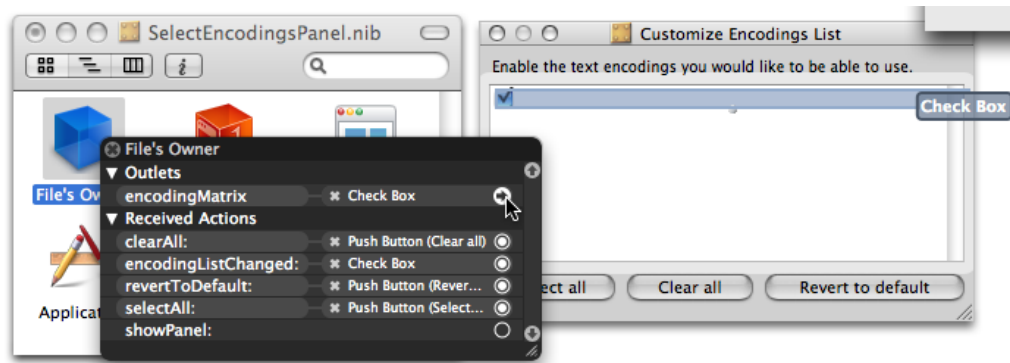 SelectEncodingsPanel.nib
File's Ow
Applicat
File's Owner
Outlets
encodingMatrix Check Box
Received Actions
clearAll: Push Button (Clear all)
encodingListChanged: Check Box
revertToDefault: Push Button (Rever...
selectAll: Push Button (Select...
showPanel:
Customize Encodings List
Enable the text encodings you would like to be able to use.
Check Box
ect all Clear all Revert to default